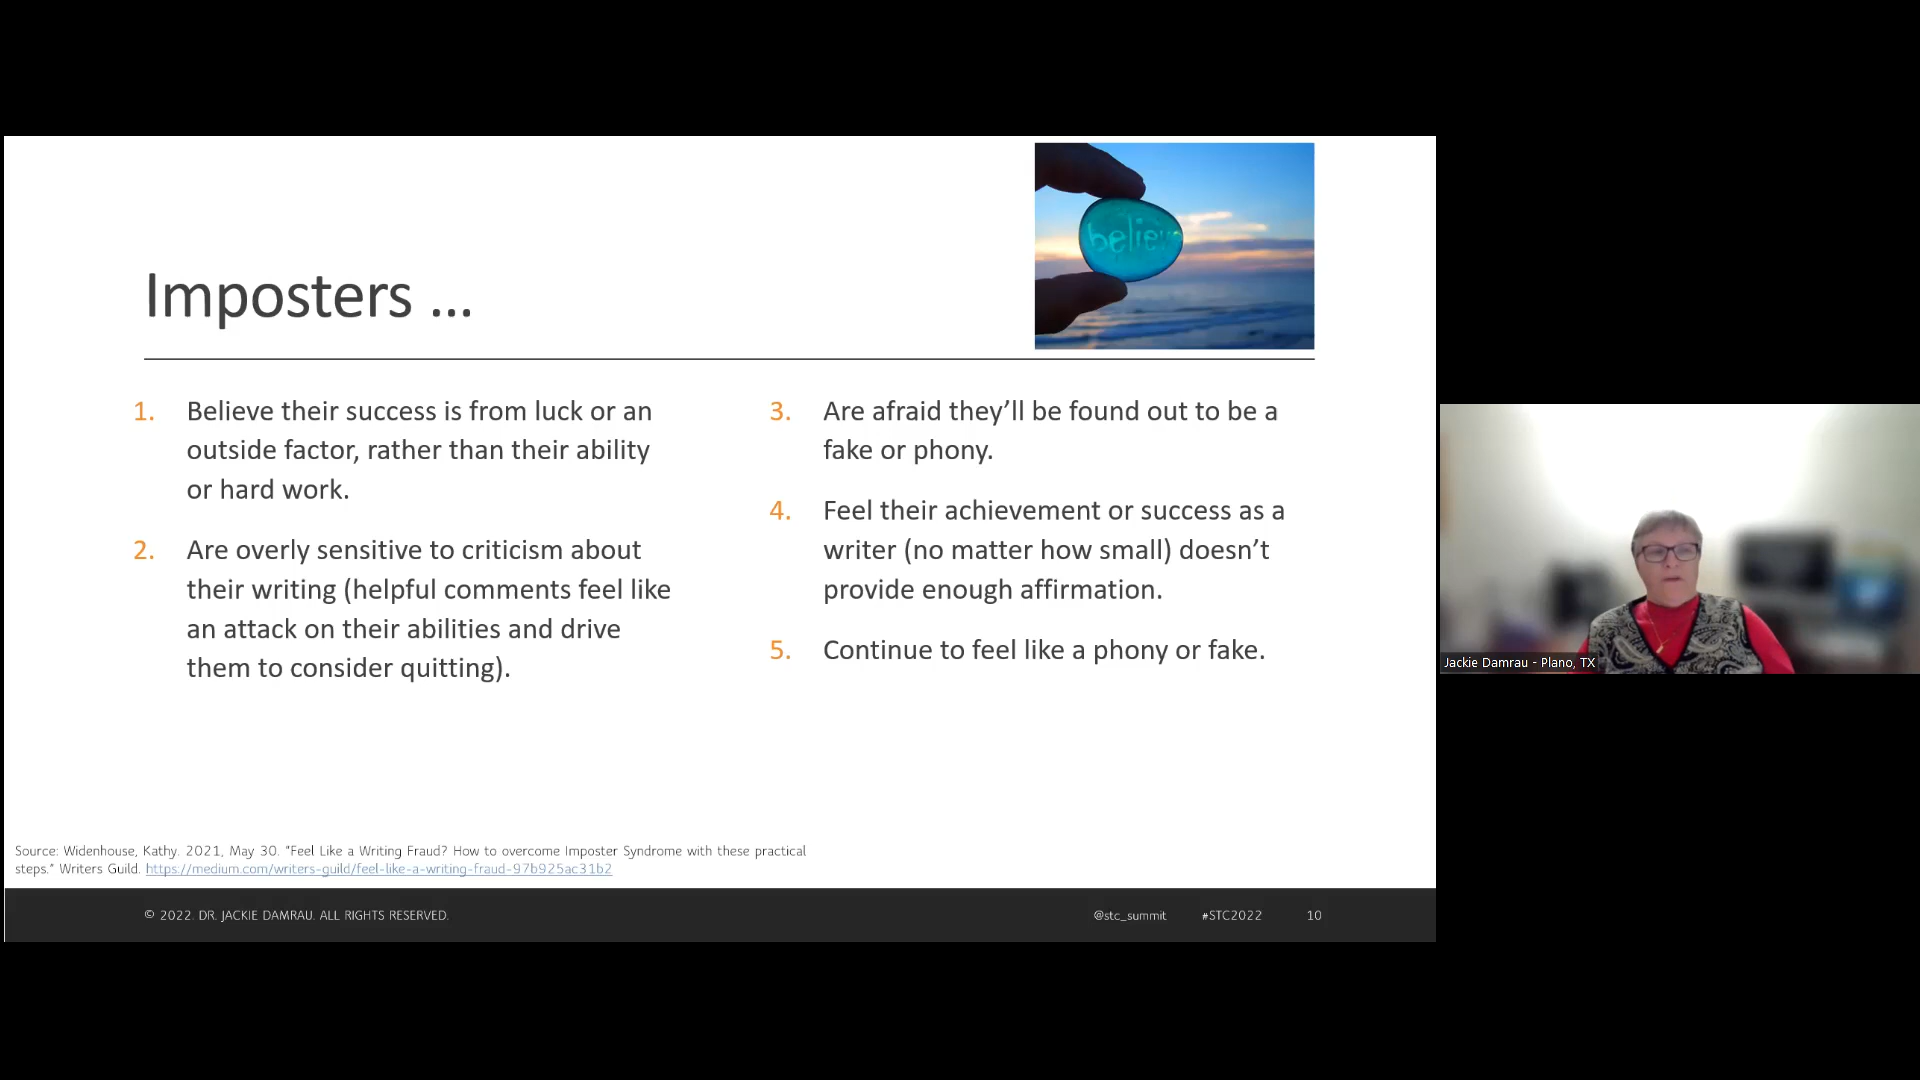 believe
Imposters ...
1. Believe their success is from luck or an
outside factor, rather than their ability
or hard work.
2. Are overly sensitive to criticism about
their writing (helpful comments feel like
an attack on their abilities and drive
them to consider quitting).
3. Are afraid they’ll be found out to be a
fake or phony.
4. Feel their achievement or success as a
writer (no matter how small) doesn’t
provide enough affirmation.
5. Continue to feel like a phony or fake.
Jackie Damrau - Plano, TX
Source: Widenhouse, Kathy. 2021, May 30. “Feel Like a Writing Fraud? How to overcome Imposter Syndrome with these practical
steps.” Writers Guild. https://medium.com/writers-guild/feel-like-a-writing-fraud-97b925ac31b2
© 2022. DR. JACKIE DAMRAU. ALL RIGHTS RESERVED.
@stc_summit #STC2022 10